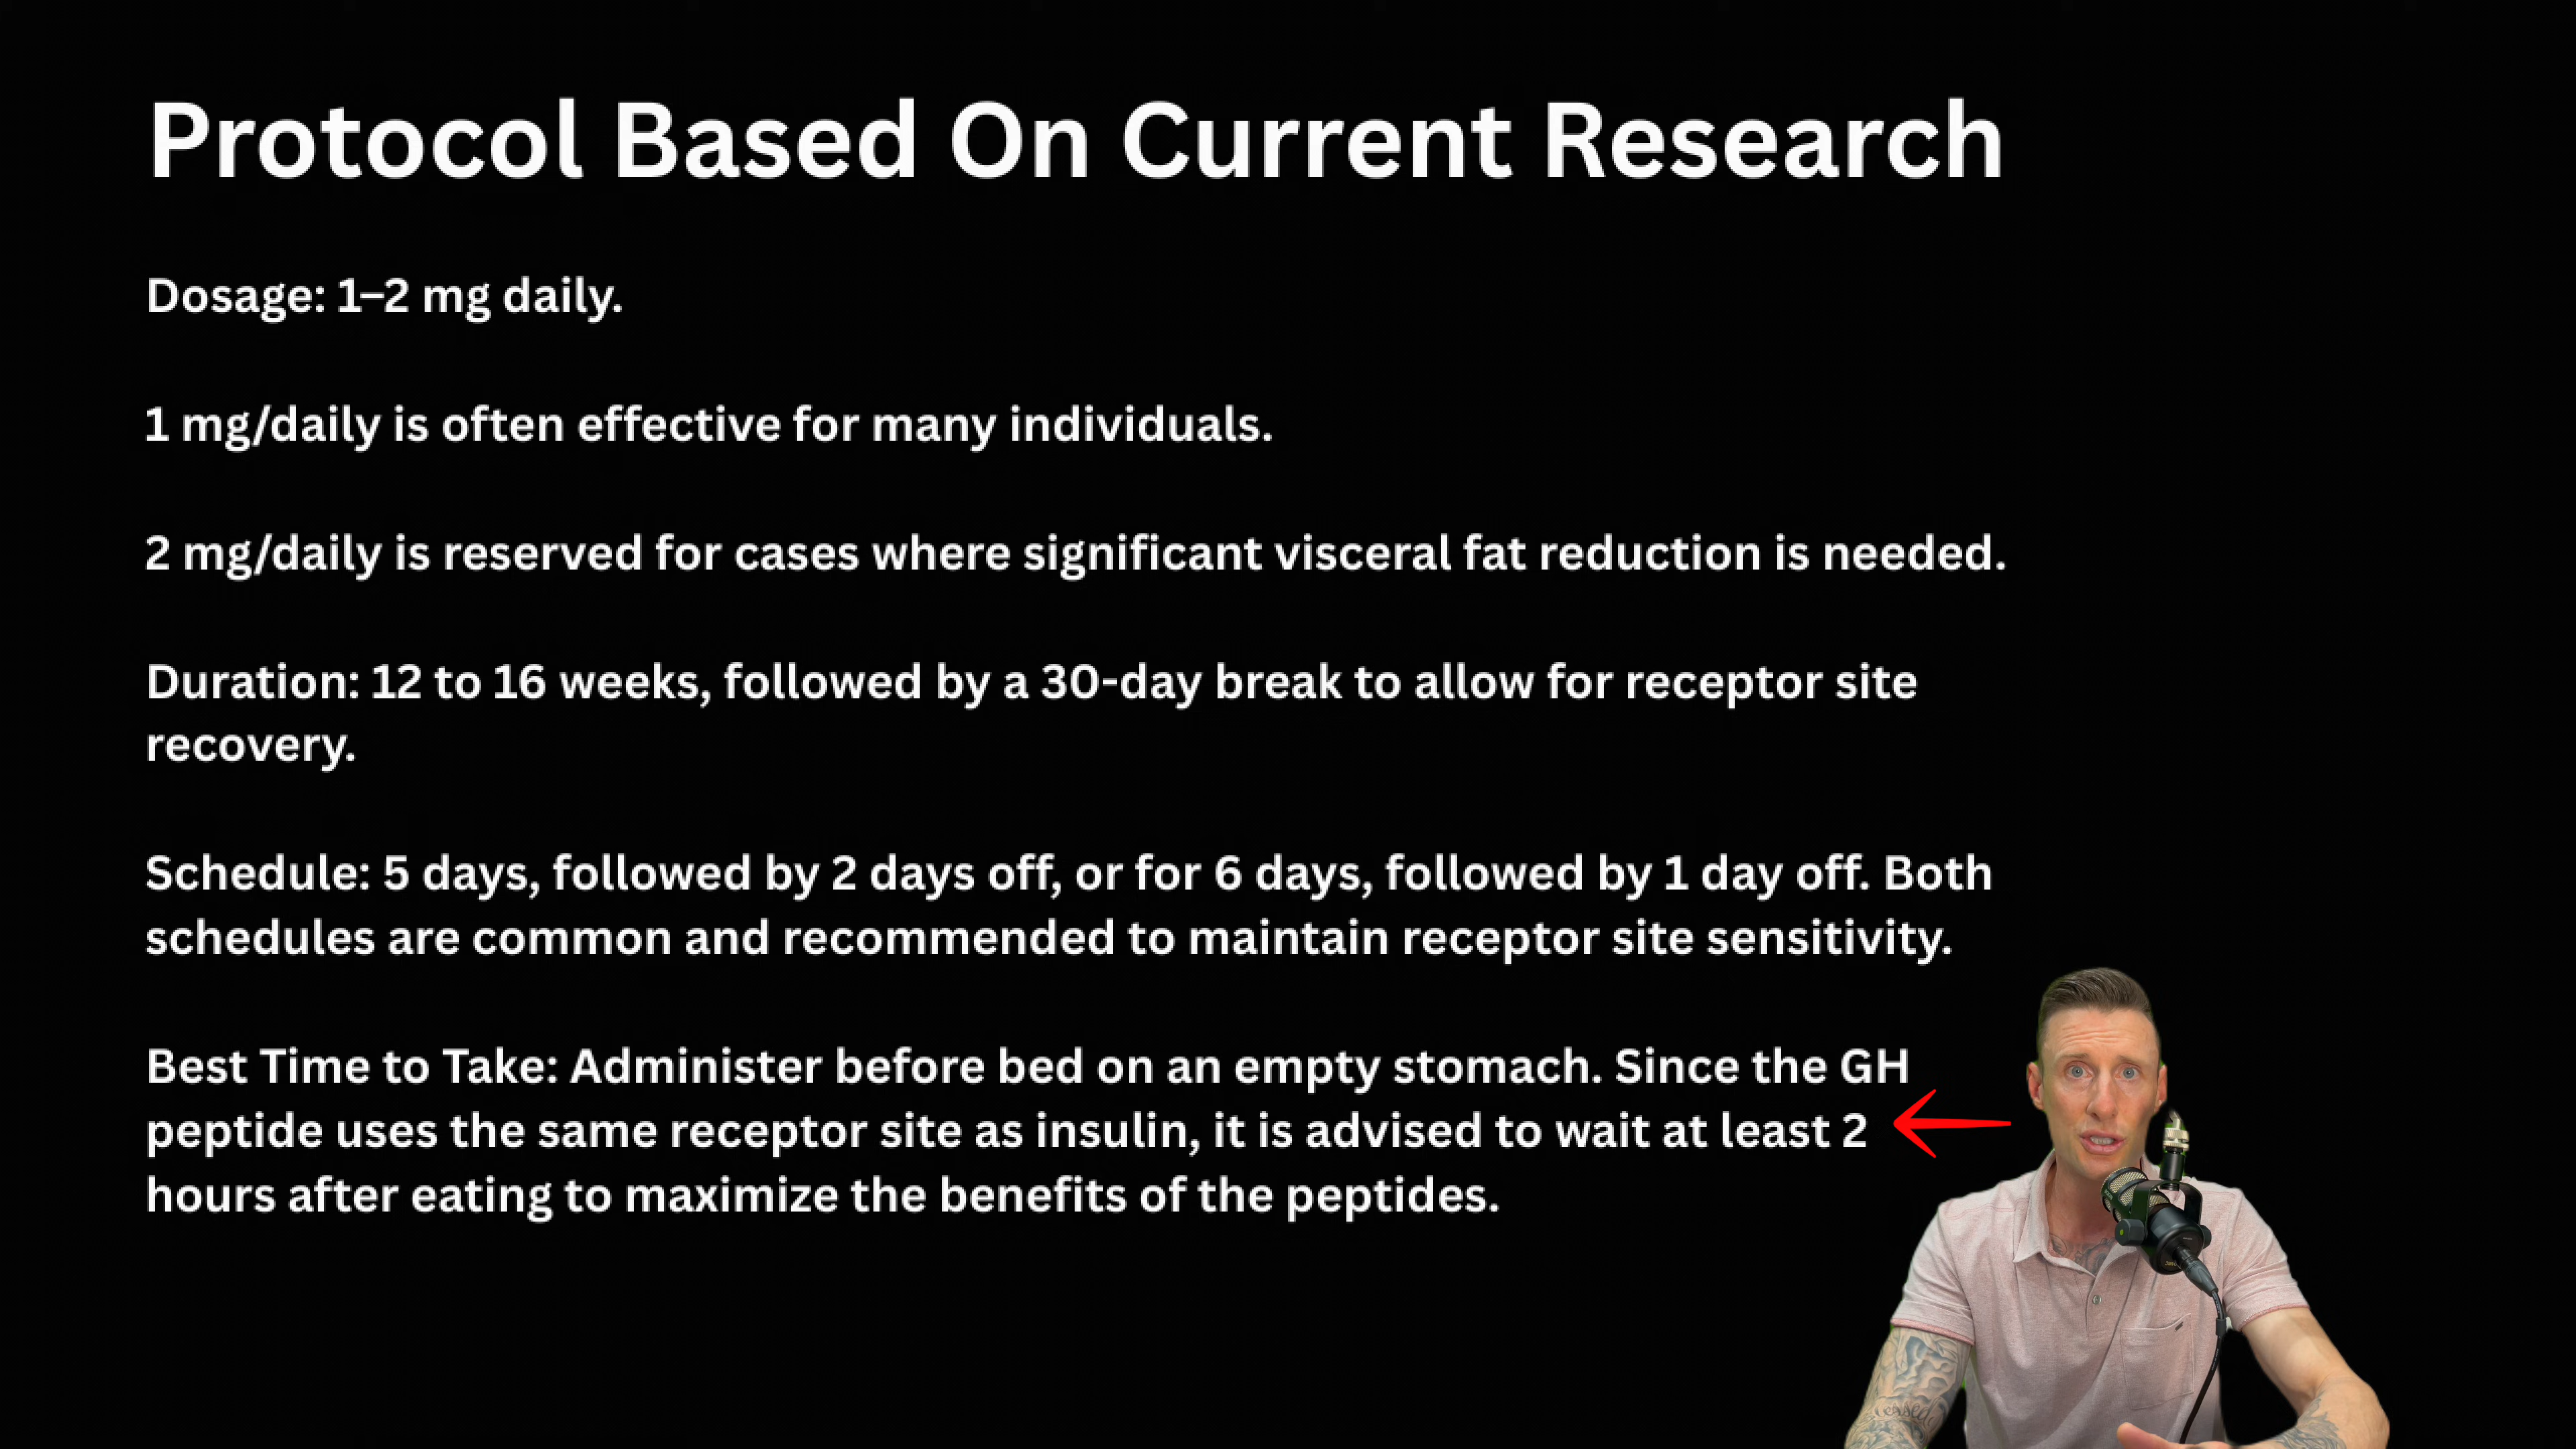 Protocol Based On Current Research
Dosage: 1–2 mg daily.
1 mg/daily is often effective for many individuals.
2 mg/daily is reserved for cases where significant visceral fat reduction is needed.
Duration: 12 to 16 weeks, followed by a 30-day break to allow for receptor site
recovery.
Schedule: 5 days, followed by 2 days off, or for 6 days, followed by 1 day off. Both
schedules are common and recommended to maintain receptor site sensitivity.
Best Time to Take: Administer before bed on an empty stomach. Since the GH
peptide uses the same receptor site as insulin, it is advised to wait at least 2
hours after eating to maximize the benefits of the peptides.